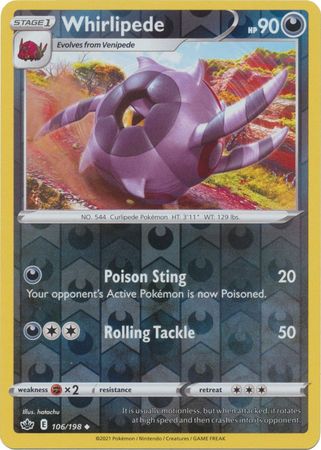 STAGE 1 Whirlipede HP 90
Evolves from Venipede
NO. 544. Curlipede Pokémon. HT: 3'11" WT: 129 lbs.
Poison Sting 20
Your opponent's Active Pokémon is now Poisoned.
Rolling Tackle 50
weakness ×2 resistance retreat
Illus. hatachu
It is usually motionless, but when attacked, it rotates
at high speed and then crashes into its opponent.
E 106/198
©2021 Pokémon / Nintendo / Creatures / GAME FREAK